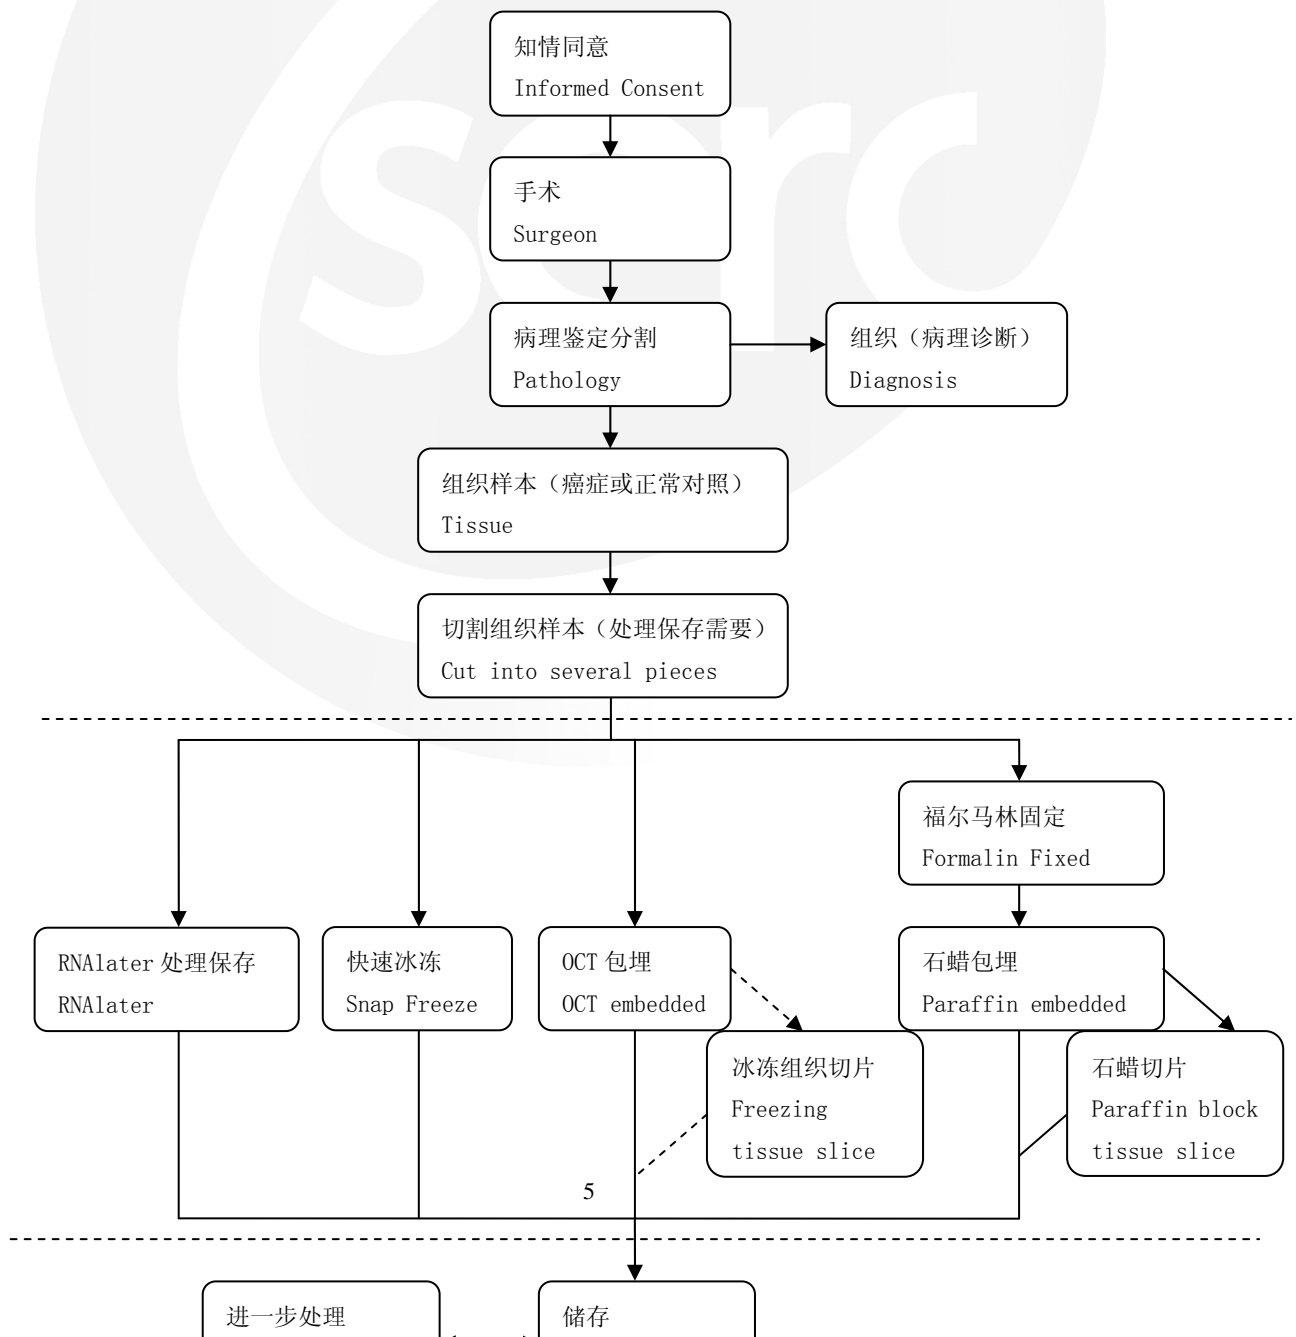 知情同意
Informed Consent
手术
Surgeon
病理鉴定分割
Pathology
组织（病理诊断）
Diagnosis
组织样本（癌症或正常对照）
Tissue
切割组织样本（处理保存需要）
Cut into several pieces
福尔马林固定
Formalin Fixed
RNAlater 处理保存
RNAlater
快速冰冻
Snap Freeze
OCT 包埋
OCT embedded
石蜡包埋
Paraffin embedded
冰冻组织切片
Freezing
tissue slice
石蜡切片
Paraffin block
tissue slice
5
进一步处理
储存
serc